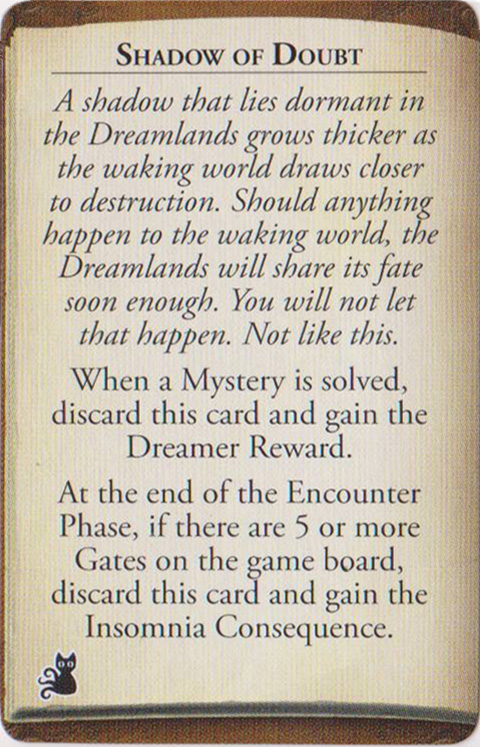 SHADOW OF DOUBT
A shadow that lies dormant in
the Dreamlands grows thicker as
the waking world draws closer
to destruction. Should anything
happen to the waking world, the
Dreamlands will share its fate
soon enough. You will not let
that happen. Not like this.
When a Mystery is solved,
discard this card and gain the
Dreamer Reward.
At the end of the Encounter
Phase, if there are 5 or more
Gates on the game board,
discard this card and gain the
Insomnia Consequence.